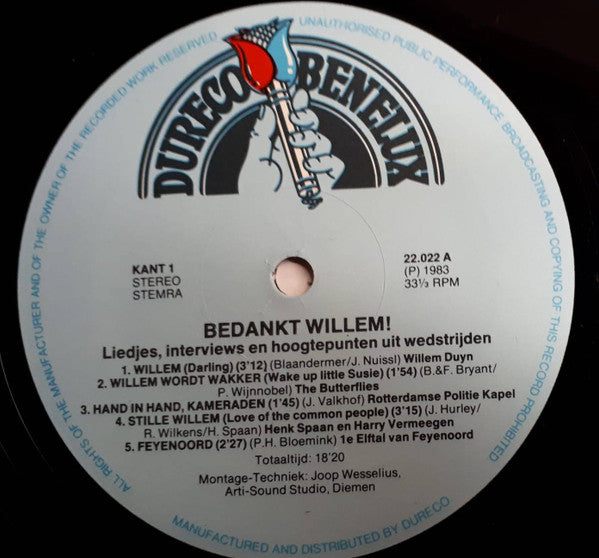 DURECO BENELUX
ALL RIGHTS OF THE MANUFACTURER AND OF THE OWNER OF THE RECORDED WORK RESERVED
UNAUTHORISED PUBLIC PERFORMANCE BROADCASTING AND COPYING OF THIS RECORD PROHIBITED
KANT 1
STEREO
STEMRA
22.022 A
(P) 1983
33⅓ RPM
BEDANKT WILLEM!
Liedjes, interviews en hoogtepunten uit wedstrijden
1. WILLEM (Darling) (3'12) (Blaandermer/J. Nuissl) Willem Duyn
2. WILLEM WORDT WAKKER (Wake up little Susie) (1'54) (B.&F. Bryant/
P. Wijnnobel) The Butterflies
3. HAND IN HAND, KAMERADEN (1'45) (J. Valkhof) Rotterdamse Politie Kapel
4. STILLE WILLEM (Love of the common people) (3'15) (J. Hurley/
R. Wilkens/H. Spaan) Henk Spaan en Harry Vermeegen
5. FEYENOORD (2'27) (P.H. Bloemink) 1e Elftal van Feyenoord
Totaaltijd: 18'20
Montage-Techniek: Joop Wesselius,
Arti-Sound Studio, Diemen
MANUFACTURED AND DISTRIBUTED BY DURECO